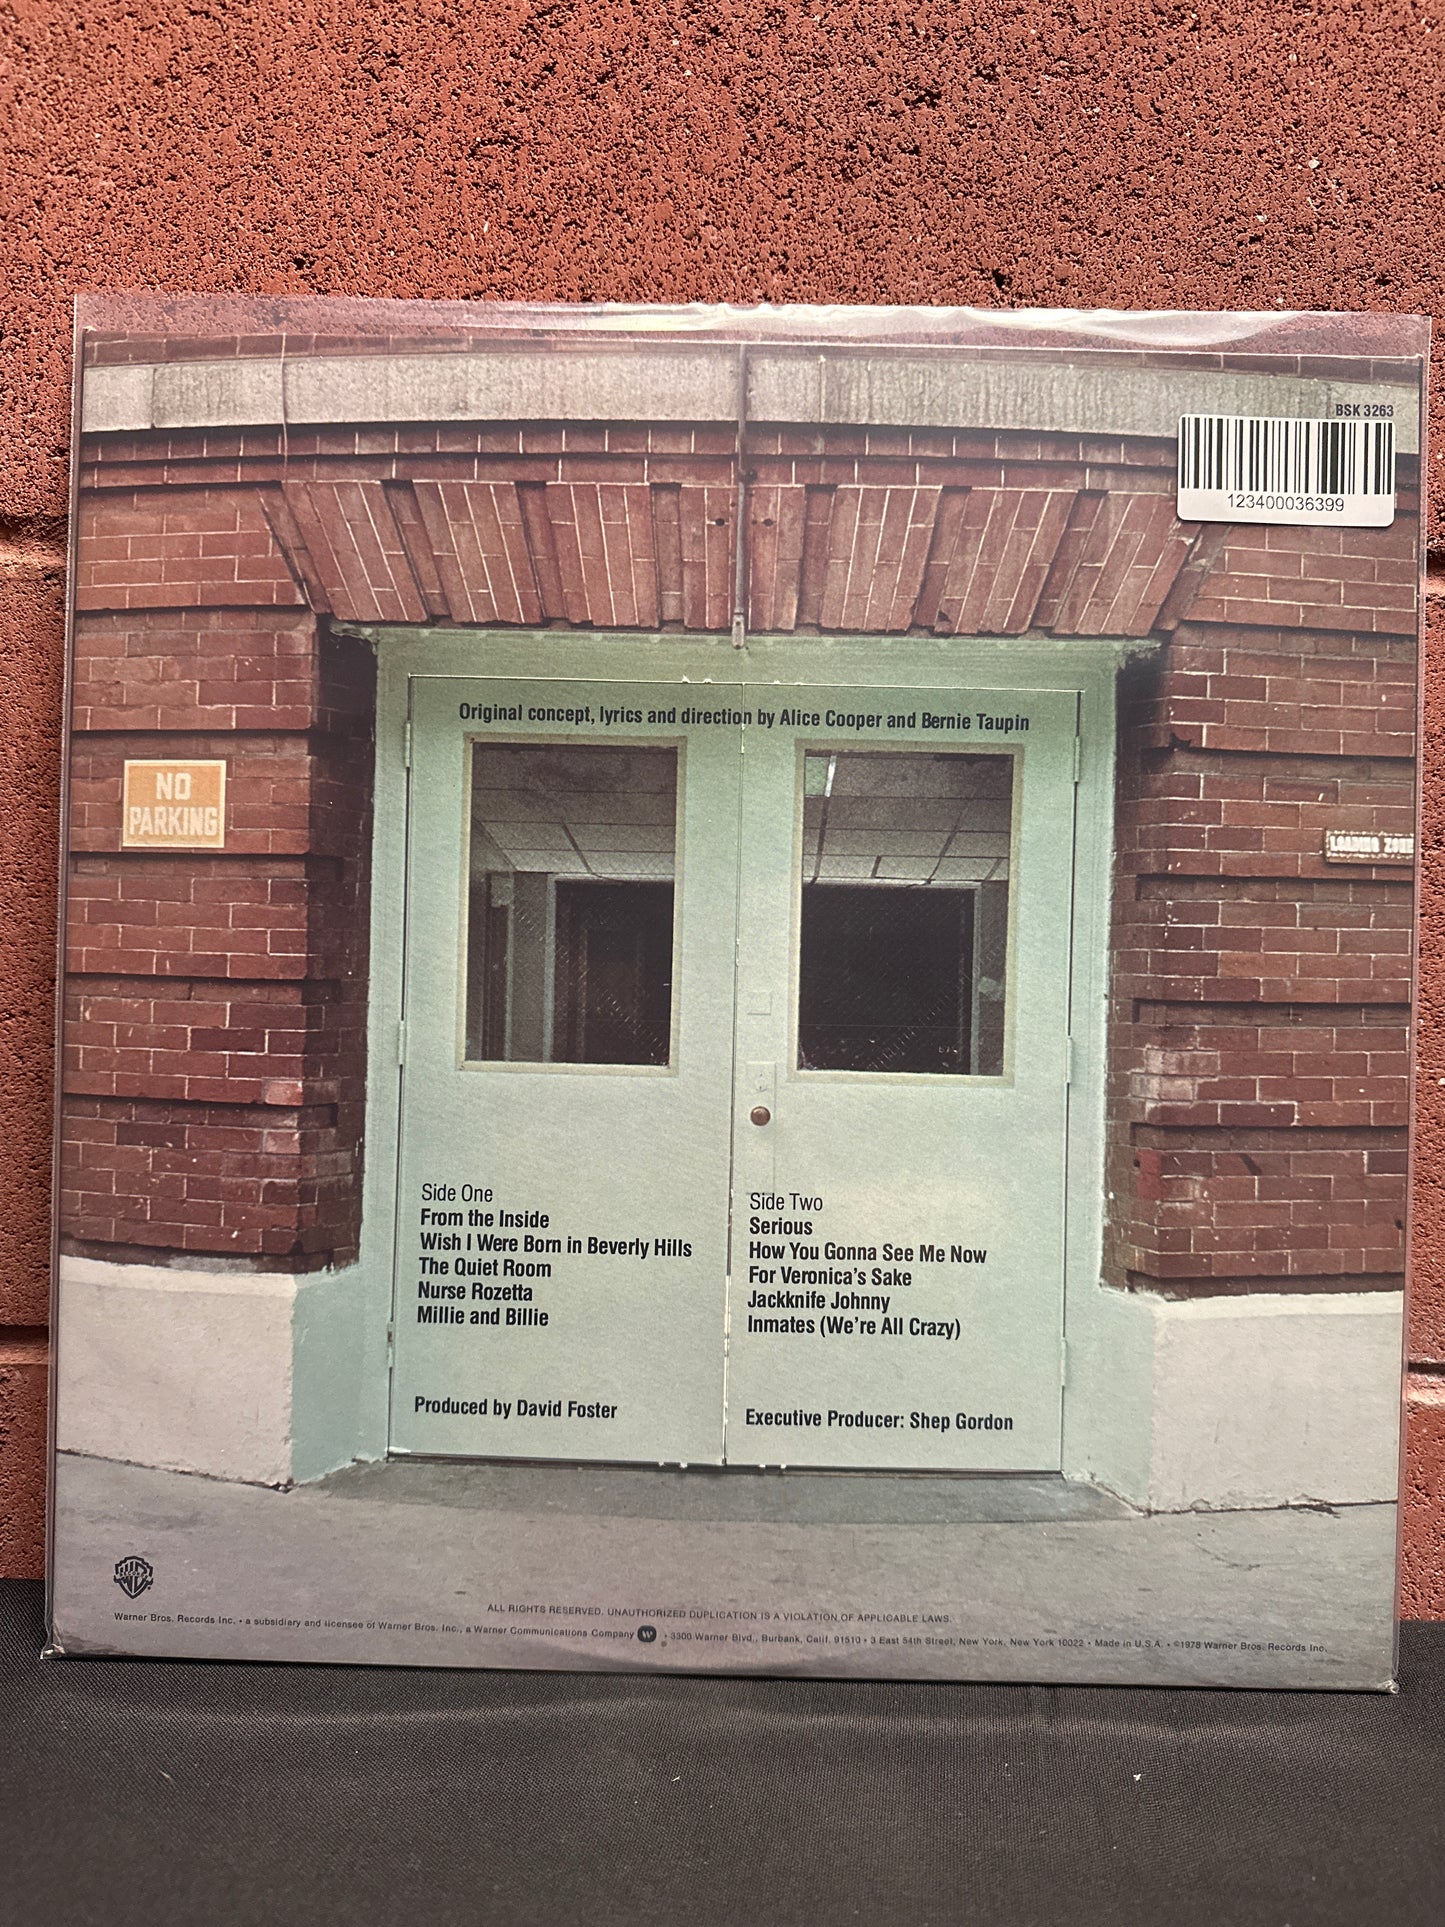 BSK 3263
123400036399
Original concept, lyrics and direction by Alice Cooper and Bernie Taupin
NO
PARKING
LOADING ZONE
Side One
From the Inside
Wish I Were Born in Beverly Hills
The Quiet Room
Nurse Rozetta
Millie and Billie
Side Two
Serious
How You Gonna See Me Now
For Veronica's Sake
Jackknife Johnny
Inmates (We're All Crazy)
Produced by David Foster
Executive Producer: Shep Gordon
ALL RIGHTS RESERVED. UNAUTHORIZED DUPLICATION IS A VIOLATION OF APPLICABLE LAWS.
Warner Bros. Records Inc. • a subsidiary and licensee of Warner Bros. Inc., a Warner Communications Company • 3300 Warner Blvd., Burbank, Calif. 91510 • 3 East 54th Street, New York, New York 10022 • Made in U.S.A. • ©1978 Warner Bros. Records Inc.